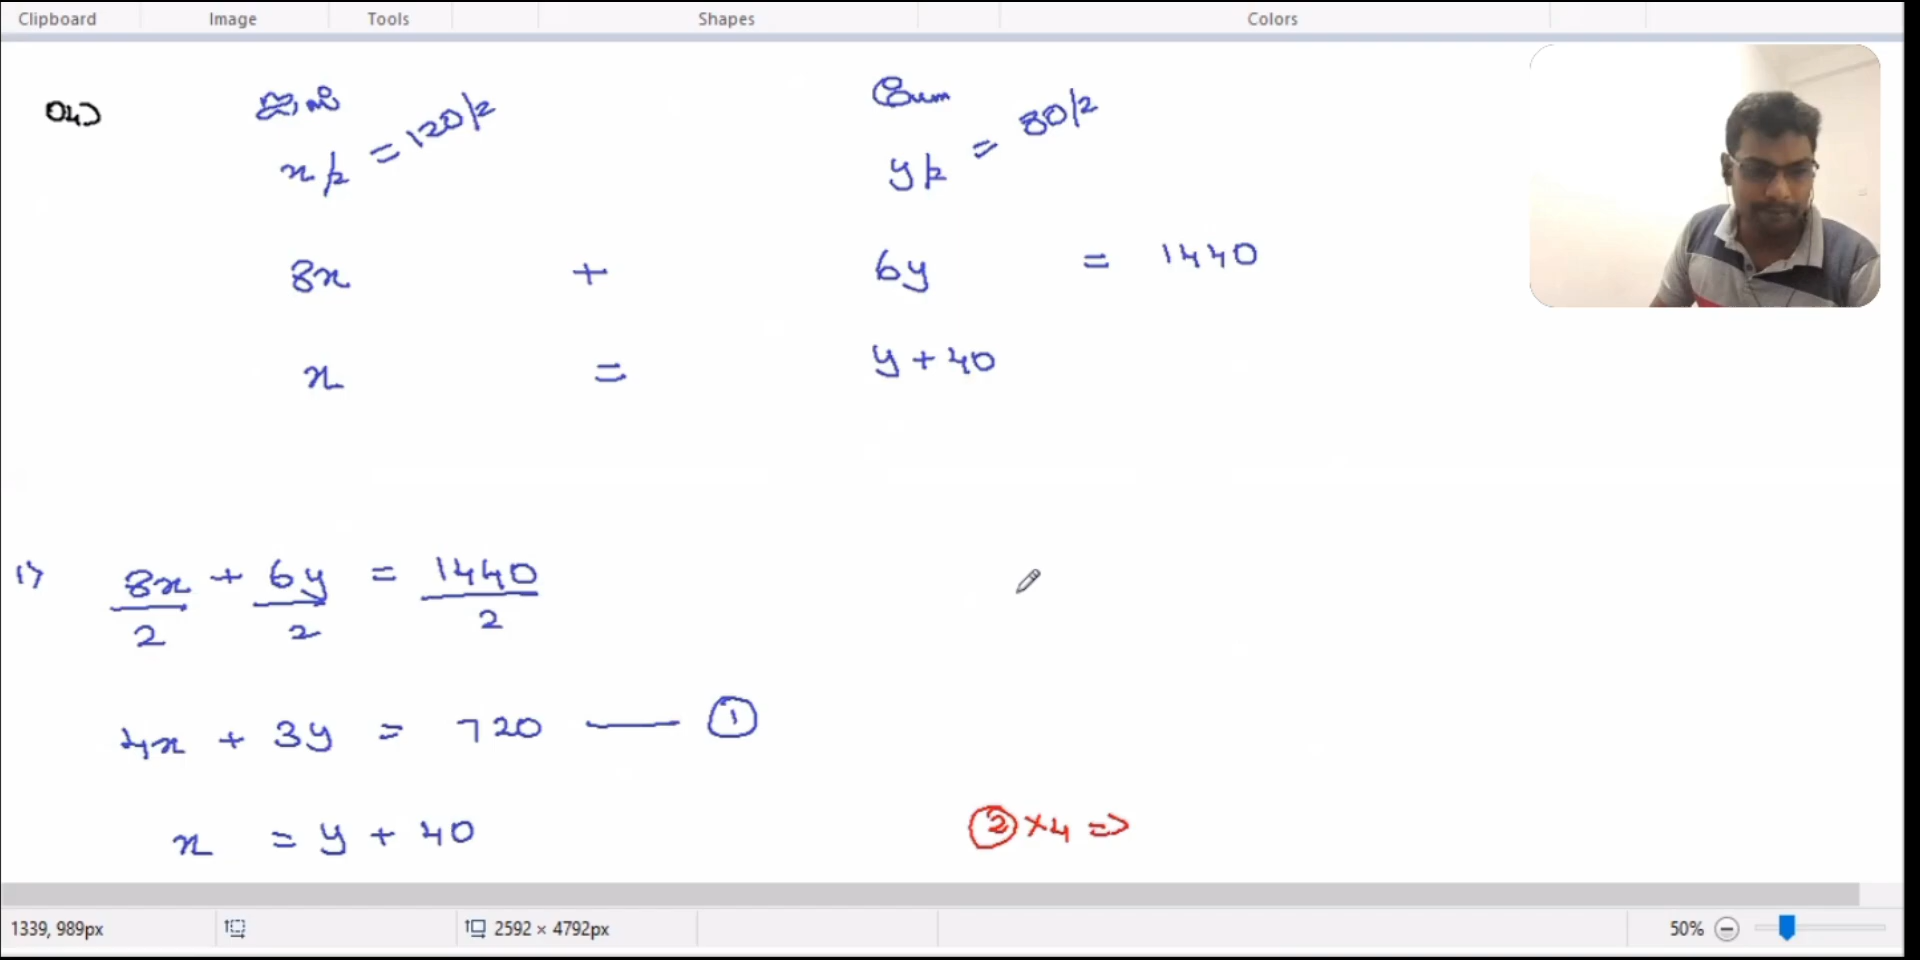 Clipboard Image Tools Shapes Colors
04)
x/= = 120/=
y/= = 80/=
8x + 6y = 1440
x = y + 40
1) 8x/2 + 6y/2 = 1440/2
4x + 3y = 720 —— ①
x = y + 40
② × 4 =>
1339, 989px 2592 × 4792px 50%